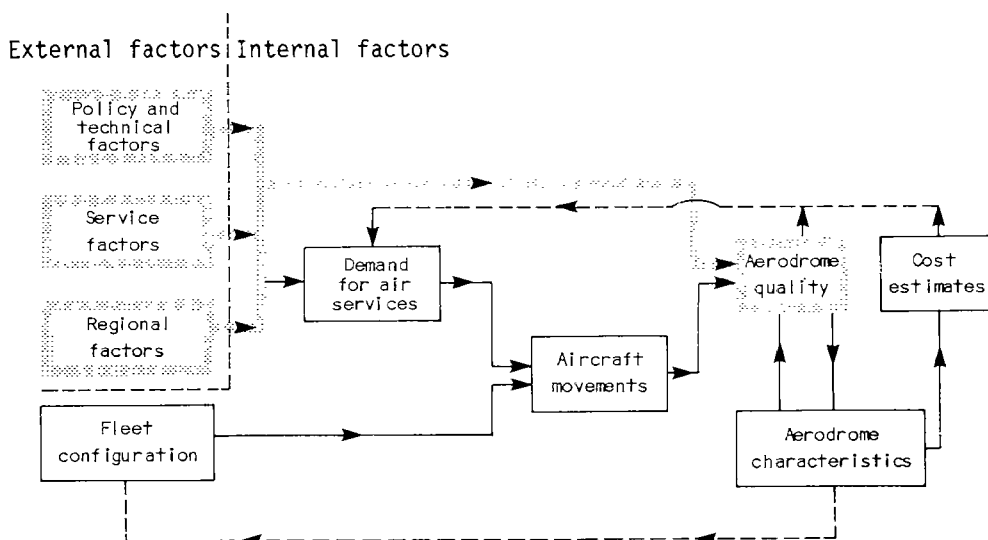 External factors Internal factors
Policy and
technical
factors
Service
factors
Regional
factors
Demand
for air
services
Aerodrome
quality
Cost
estimates
Aircraft
movements
Fleet
configuration
Aerodrome
characteristics